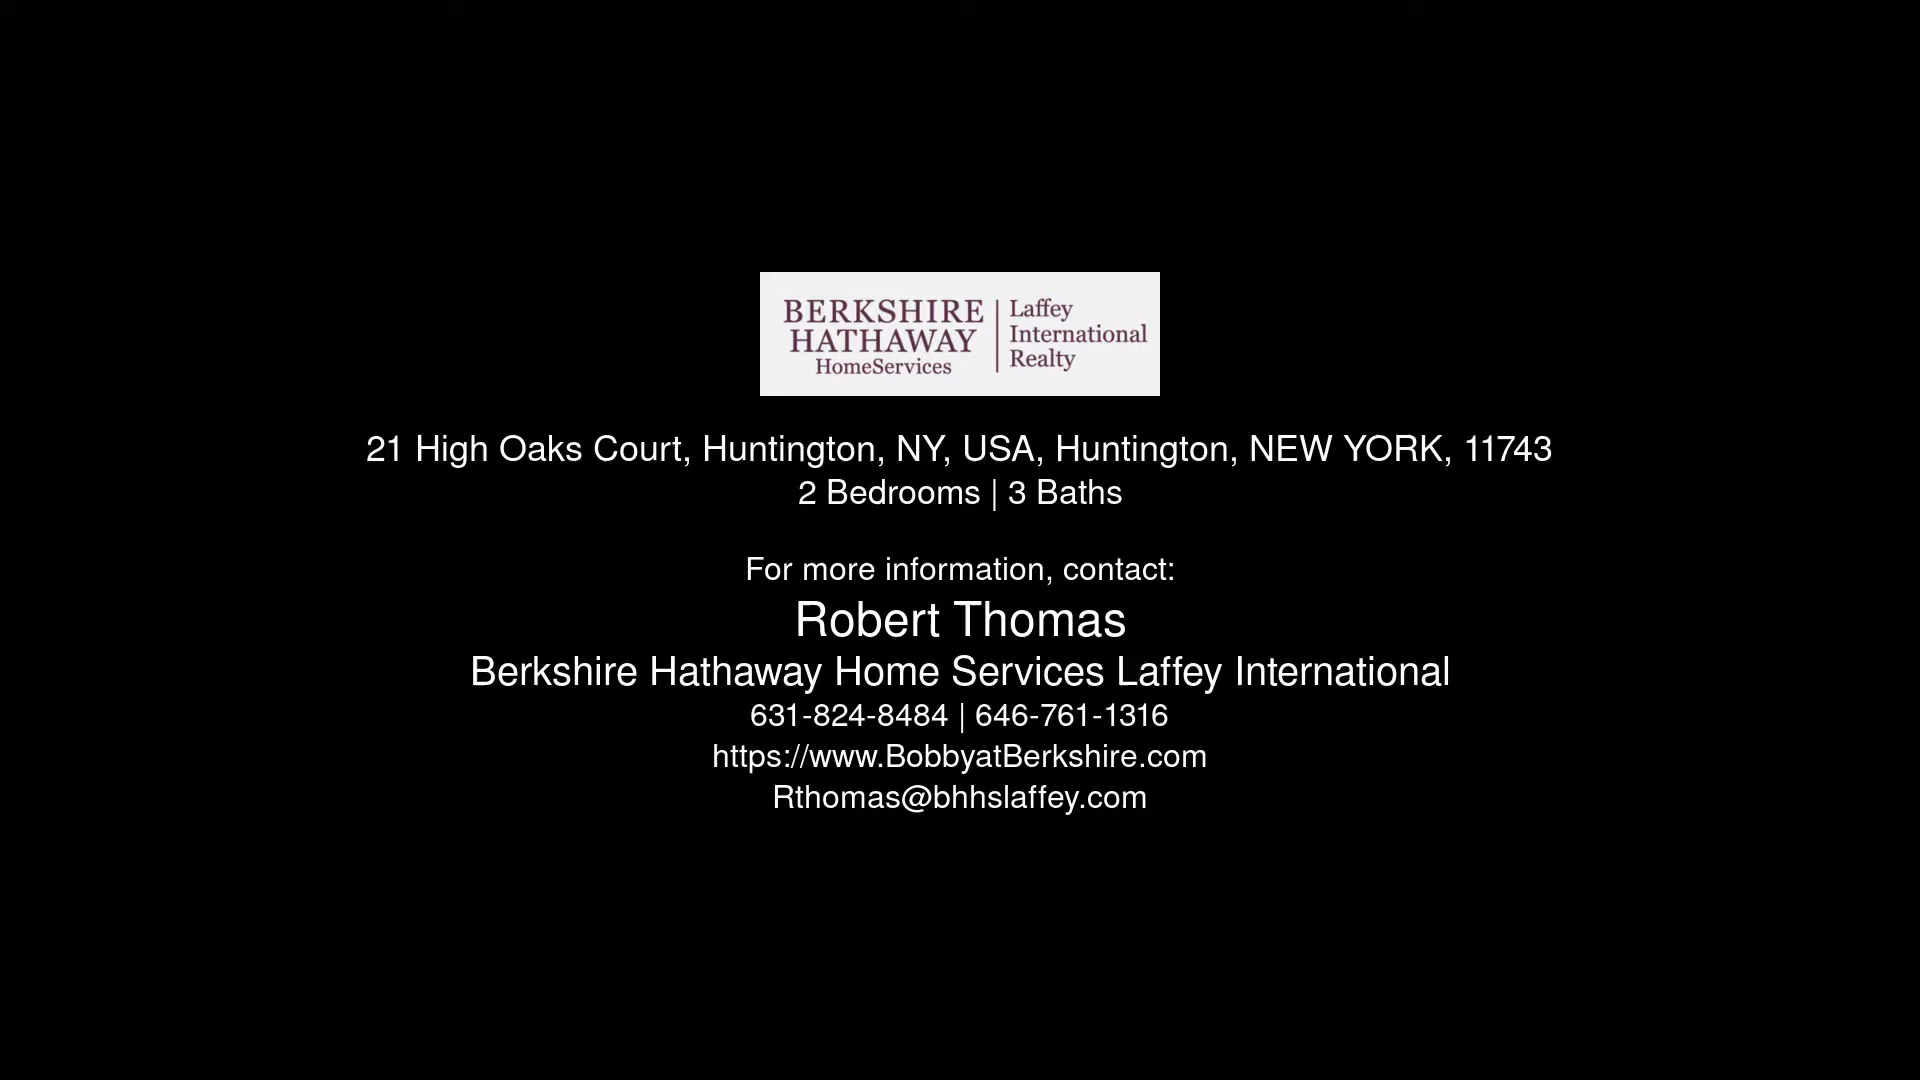 BERKSHIRE HATHAWAY HomeServices
Laffey International Realty
21 High Oaks Court, Huntington, NY, USA, Huntington, NEW YORK, 11743
2 Bedrooms | 3 Baths
For more information, contact:
Robert Thomas
Berkshire Hathaway Home Services Laffey International
631-824-8484 | 646-761-1316
https://www.BobbyatBerkshire.com
Rthomas@bhhslaffey.com